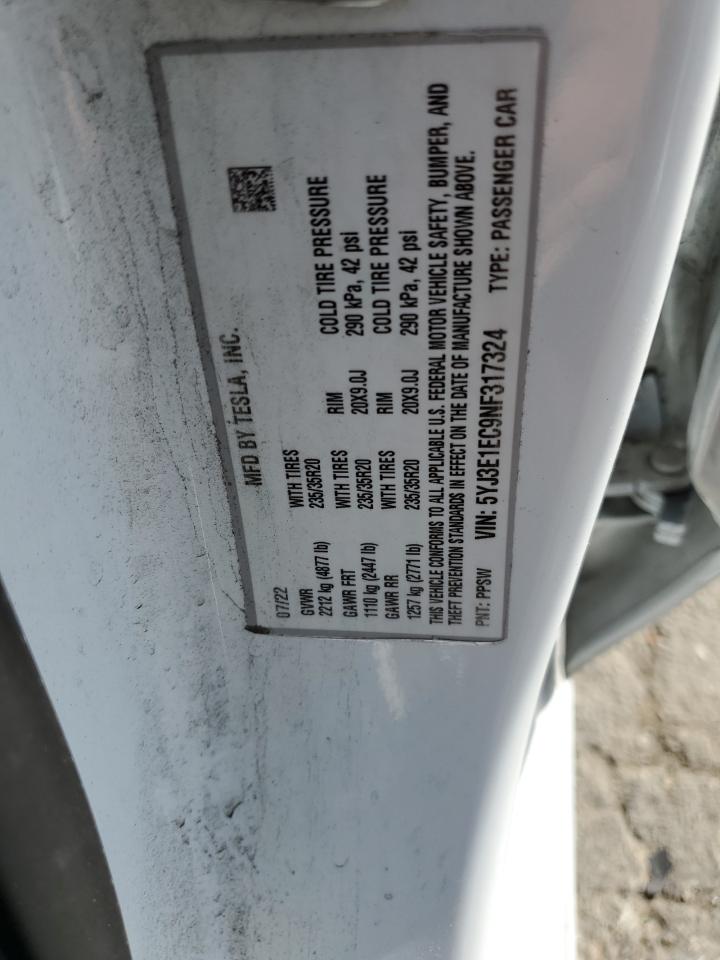 MFD BY TESLA, INC.
07/22
GVWR WITH TIRES RIM COLD TIRE PRESSURE
2212 kg (4877 lb) 235/35R20 20X9.0J 290 kPa, 42 psi
GAWR FRT WITH TIRES RIM COLD TIRE PRESSURE
1110 kg (2447 lb) 235/35R20 20X9.0J 290 kPa, 42 psi
GAWR RR WITH TIRES
1257 kg (2771 lb) 235/35R20
THIS VEHICLE CONFORMS TO ALL APPLICABLE U.S. FEDERAL MOTOR VEHICLE SAFETY, BUMPER, AND
THEFT PREVENTION STANDARDS IN EFFECT ON THE DATE OF MANUFACTURE SHOWN ABOVE.
PNT: PPSW VIN: 5YJ3E1EC9NF317324 TYPE: PASSENGER CAR